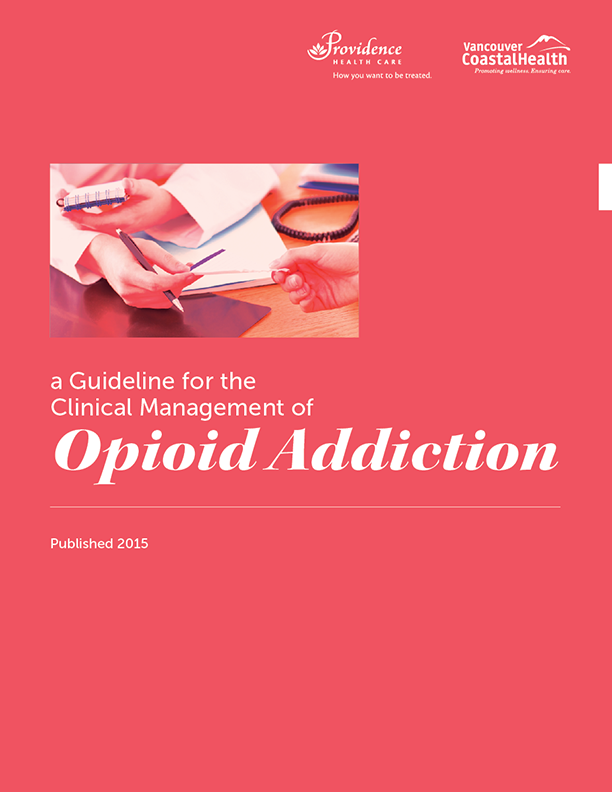 Providence
HEALTH CARE
How you want to be treated.
Vancouver
CoastalHealth
Promoting wellness. Ensuring care.
a Guideline for the
Clinical Management of
Opioid Addiction
Published 2015